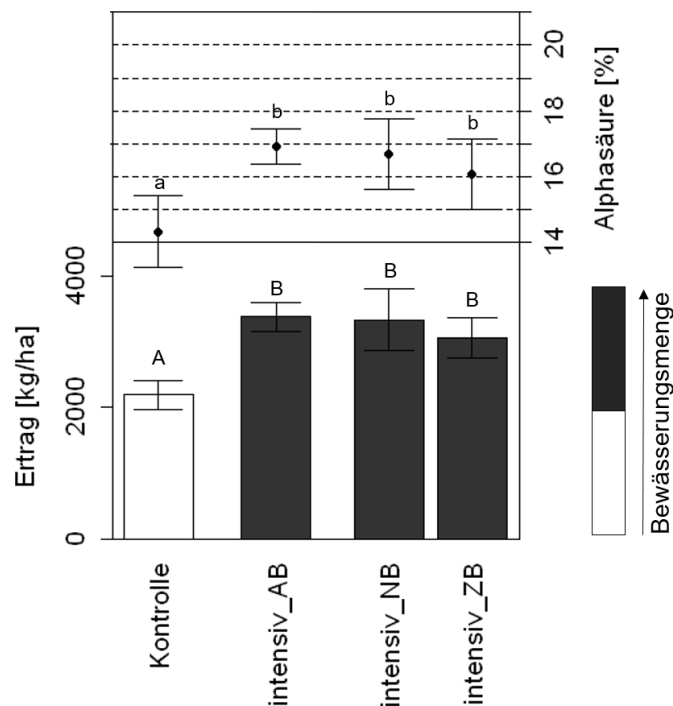 20
18
16
14
Alphasäure [%]
b
b
b
a
4000
2000
0
Ertrag [kg/ha]
B
B
B
A
Bewässerungsmenge
Kontrolle
intensiv_AB
intensiv_NB
intensiv_ZB